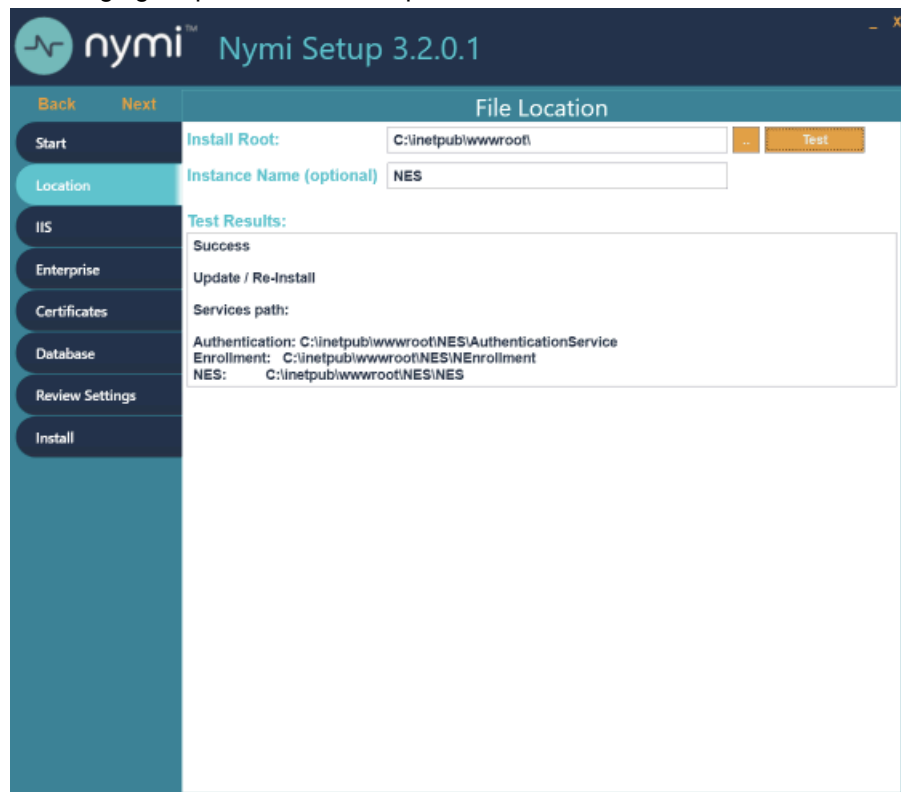 nymi™ Nymi Setup 3.2.0.1
_ X
Back Next
File Location
Start
Location
IIS
Enterprise
Certificates
Database
Review Settings
Install
Install Root: C:\inetpub\wwwroot\ .. Test
Instance Name (optional) NES
Test Results:
Success
Update / Re-Install
Services path:
Authentication: C:\inetpub\wwwroot\NES\AuthenticationService
Enrollment: C:\inetpub\wwwroot\NES\NEnrollment
NES: C:\inetpub\wwwroot\NES\NES